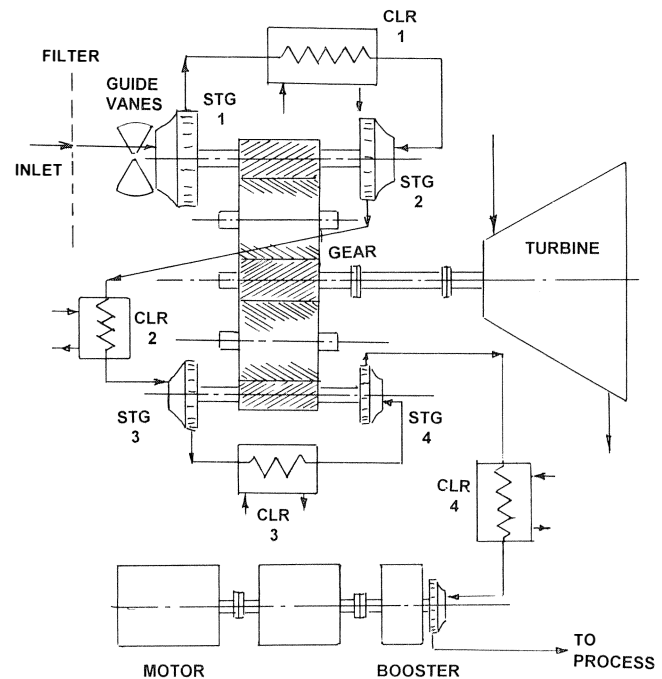 CLR
1
FILTER
GUIDE
VANES
STG
1
INLET
STG
2
GEAR
TURBINE
CLR
2
STG
3
STG
4
CLR
3
CLR
4
TO
PROCESS
MOTOR
BOOSTER